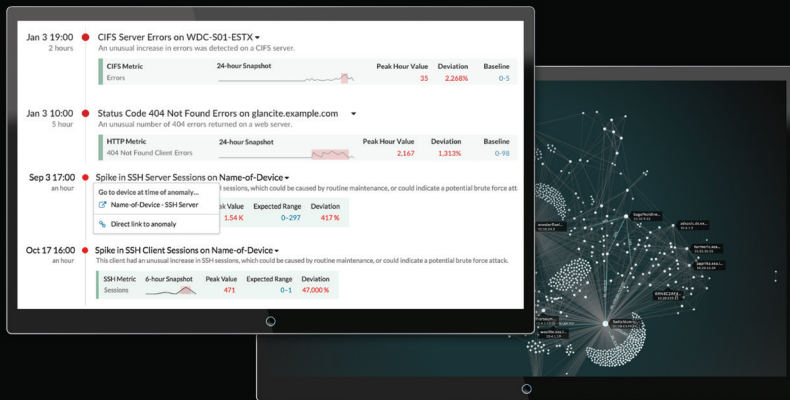 Jan 3 19:00
2 hours
CIFS Server Errors on WDC-S01-ESTX
An unusual increase in errors was detected on a CIFS server.
CIFS Metric 24-hour Snapshot Peak Hour Value Deviation Baseline
Errors 35 2,268% 0-5
Jan 3 10:00
5 hour
Status Code 404 Not Found Errors on glancite.example.com
An unusual number of 404 errors returned on a web server.
HTTP Metric 24-hour Snapshot Peak Hour Value Deviation Baseline
404 Not Found Client Errors 2,167 1,313% 0-98
Sep 3 17:00
an hour
Spike in SSH Server Sessions on Name-of-Device
sessions, which could be caused by routine maintenance, or could indicate a potential brute force att
Go to device at time of anomaly...
Name-of-Device - SSH Server
Direct link to anomaly
Value Expected Range Deviation
1.54 K 0-297 417%
Oct 17 16:00
an hour
Spike in SSH Client Sessions on Name-of-Device
This client had an unusual increase in SSH sessions, which could be caused by routine maintenance, or could indicate a potential brute force attack.
SSH Metric 6-hour Snapshot Peak Value Expected Range Deviation
Sessions 471 0-1 47,000%